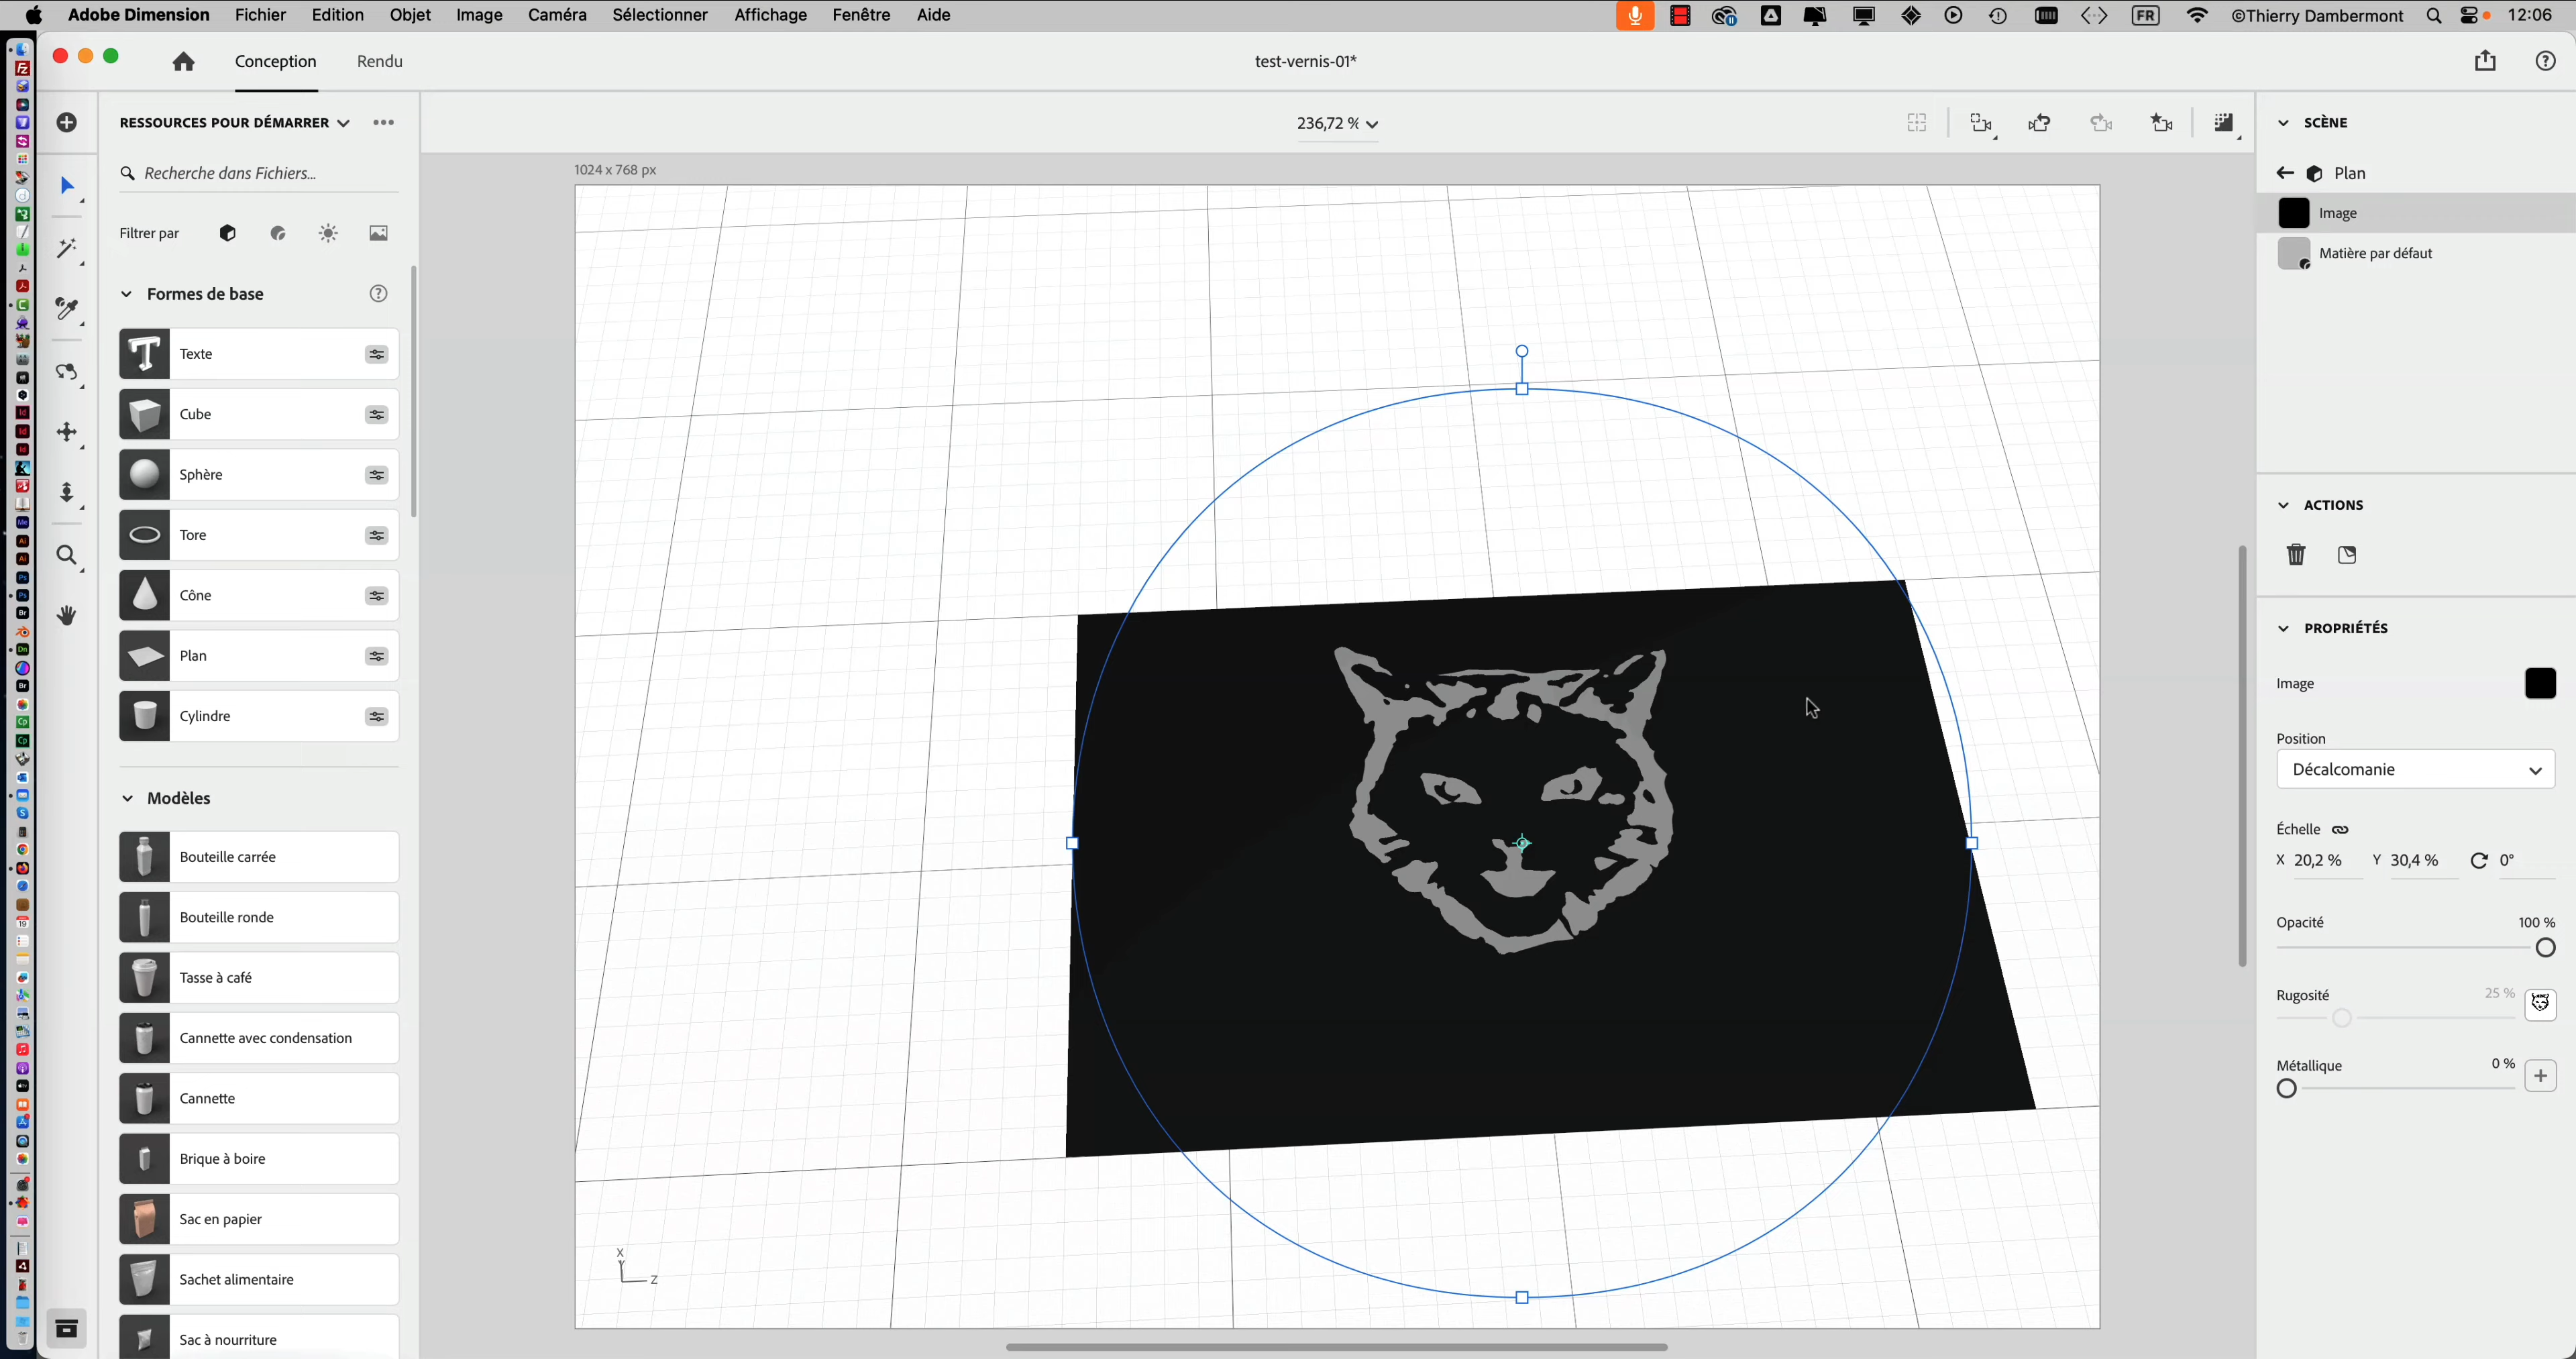 Adobe Dimension Fichier Edition Objet Image Caméra Sélectionner Affichage Fenêtre Aide
FR ©Thierry Dambermont 12:06
Conception Rendu test-vernis-01*
RESSOURCES POUR DÉMARRER
236,72 %
SCÈNE
1024 x 768 px
Recherche dans Fichiers...
Plan
Image
Matière par défaut
Filtrer par
Formes de base
Texte
Cube
Sphère
Tore
Cône
Plan
Cylindre
Modèles
Bouteille carrée
Bouteille ronde
Tasse à café
Cannette avec condensation
Cannette
Brique à boire
Sac en papier
Sachet alimentaire
Sac à nourriture
X
Y
Z
ACTIONS
PROPRIÉTÉS
Image
Position
Décalcomanie
Échelle
X 20,2 % Y 30,4 % 0°
Opacité 100 %
Rugosité 25 %
Métallique 0 %